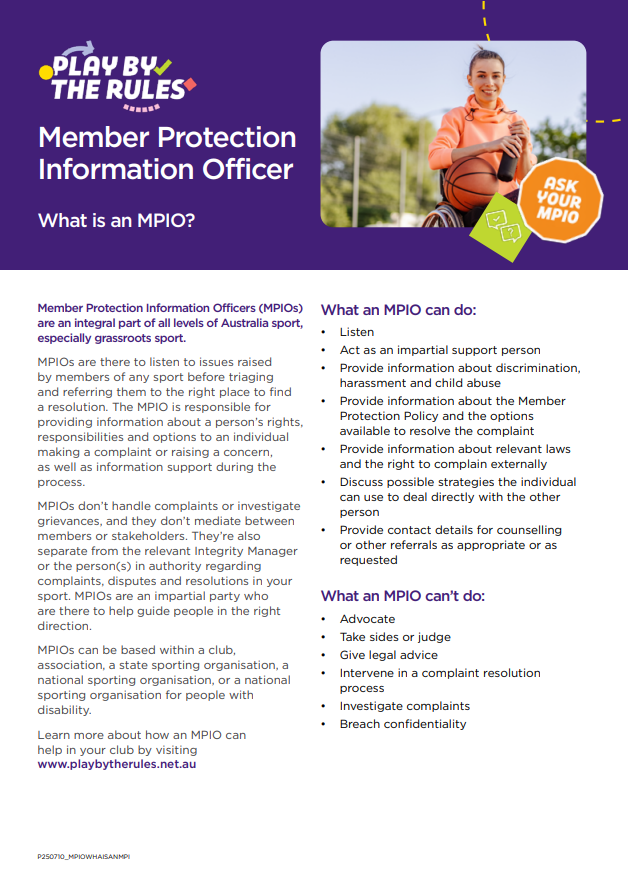 PLAY BY
THE RULES
Member Protection
Information Officer
What is an MPIO?
ASK
YOUR
MPIO
?
Member Protection Information Officers (MPIOs)
are an integral part of all levels of Australia sport,
especially grassroots sport.
MPIOs are there to listen to issues raised
by members of any sport before triaging
and referring them to the right place to find
a resolution. The MPIO is responsible for
providing information about a person's rights,
responsibilities and options to an individual
making a complaint or raising a concern,
as well as information support during the
process.
MPIOs don't handle complaints or investigate
grievances, and they don't mediate between
members or stakeholders. They're also
separate from the relevant Integrity Manager
or the person(s) in authority regarding
complaints, disputes and resolutions in your
sport. MPIOs are an impartial party who
are there to help guide people in the right
direction.
MPIOs can be based within a club,
association, a state sporting organisation, a
national sporting organisation, or a national
sporting organisation for people with
disability.
Learn more about how an MPIO can
help in your club by visiting
www.playbytherules.net.au
What an MPIO can do:
• Listen
• Act as an impartial support person
• Provide information about discrimination,
harassment and child abuse
• Provide information about the Member
Protection Policy and the options
available to resolve the complaint
• Provide information about relevant laws
and the right to complain externally
• Discuss possible strategies the individual
can use to deal directly with the other
person
• Provide contact details for counselling
or other referrals as appropriate or as
requested
What an MPIO can't do:
• Advocate
• Take sides or judge
• Give legal advice
• Intervene in a complaint resolution
process
• Investigate complaints
• Breach confidentiality
P250710_MPIOWHAISANMPI